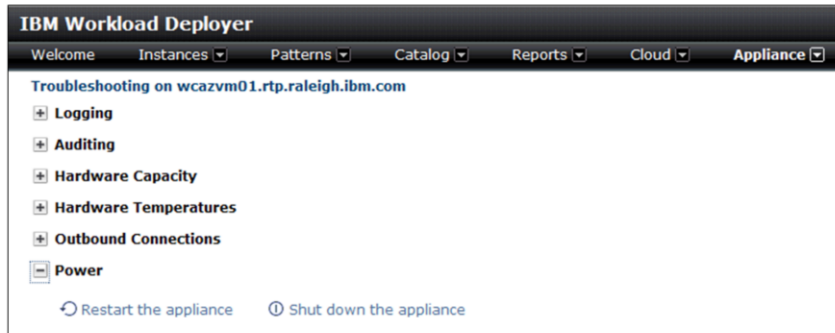 IBM Workload Deployer
Welcome Instances Patterns Catalog Reports Cloud Appliance
Troubleshooting on wcazvm01.rtp.raleigh.ibm.com
Logging
Auditing
Hardware Capacity
Hardware Temperatures
Outbound Connections
Power
Restart the appliance Shut down the appliance